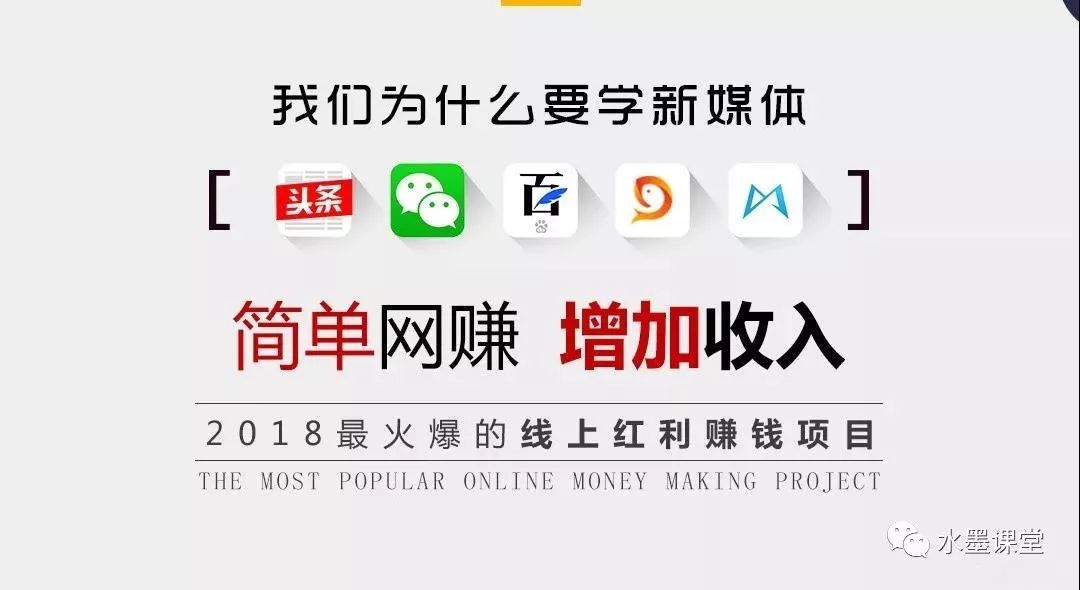 我们为什么要学新媒体
[ 头条 百 ]
简单网赚 增加收入
2018最火爆的线上红利赚钱项目
THE MOST POPULAR ONLINE MONEY MAKING PROJECT
水墨课堂